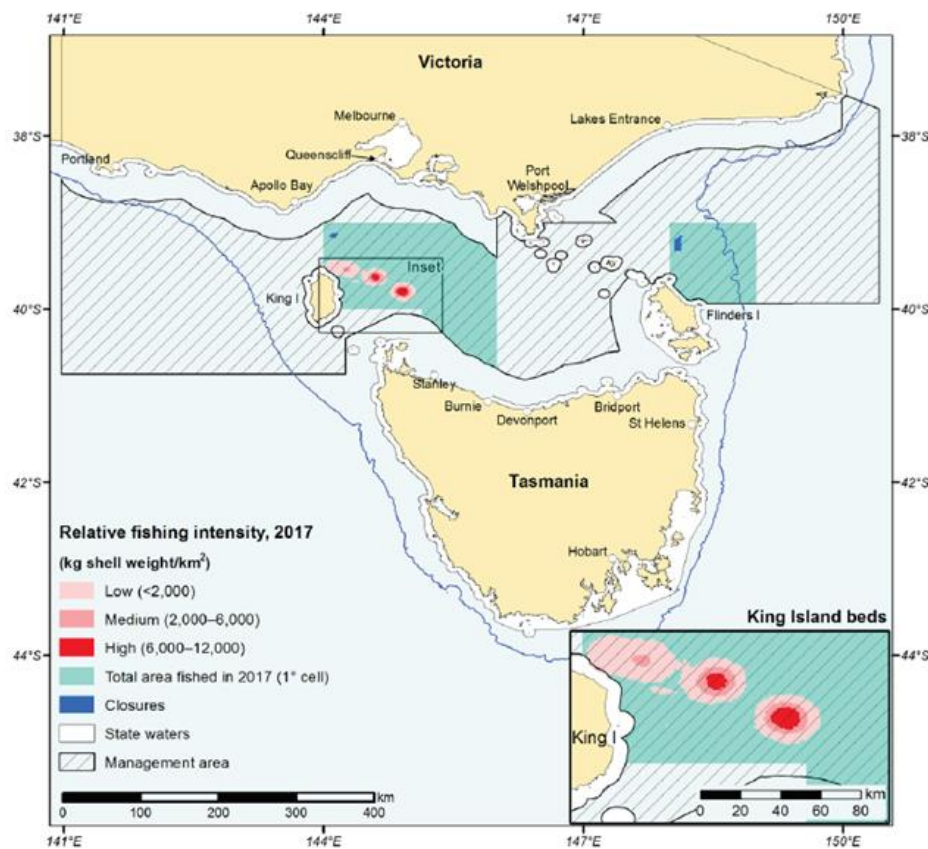 141°E 144°E 147°E 150°E
Victoria
Melbourne
Lakes Entrance
38°S 38°S
Queenscliff
Portland
Port
Welshpool
Apollo Bay
Inset
King I
40°S 40°S
Flinders I
Stanley
Burnie
Bridport
Devonport
St Helens
42°S 42°S
Tasmania
Relative fishing intensity, 2017
(kg shell weight/km²)
Hobart
Low (<2,000)
Medium (2,000–6,000)
High (6,000–12,000)
King Island beds
44°S 44°S
Total area fished in 2017 (1° cell)
Closures
State waters
King I
Management area
km
0 100 200 300 400
km
0 20 40 60 80
141°E 144°E 147°E 150°E